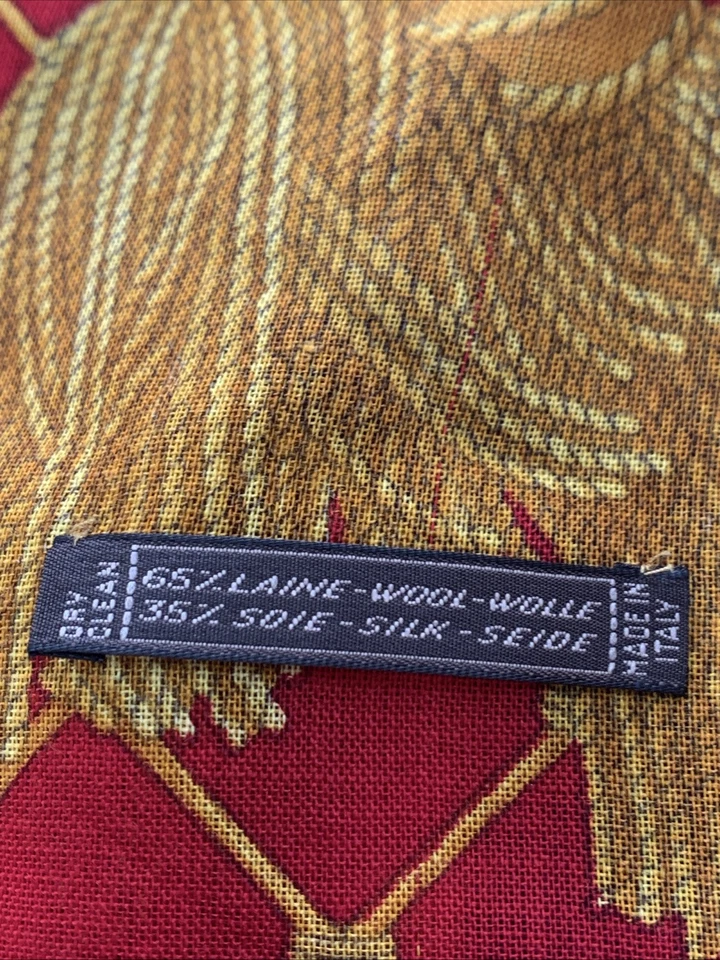 DRY
CLEAN
65% LAINE - WOOL - WOLLE
35% SOIE - SILK - SEIDE
MADE IN
ITALY